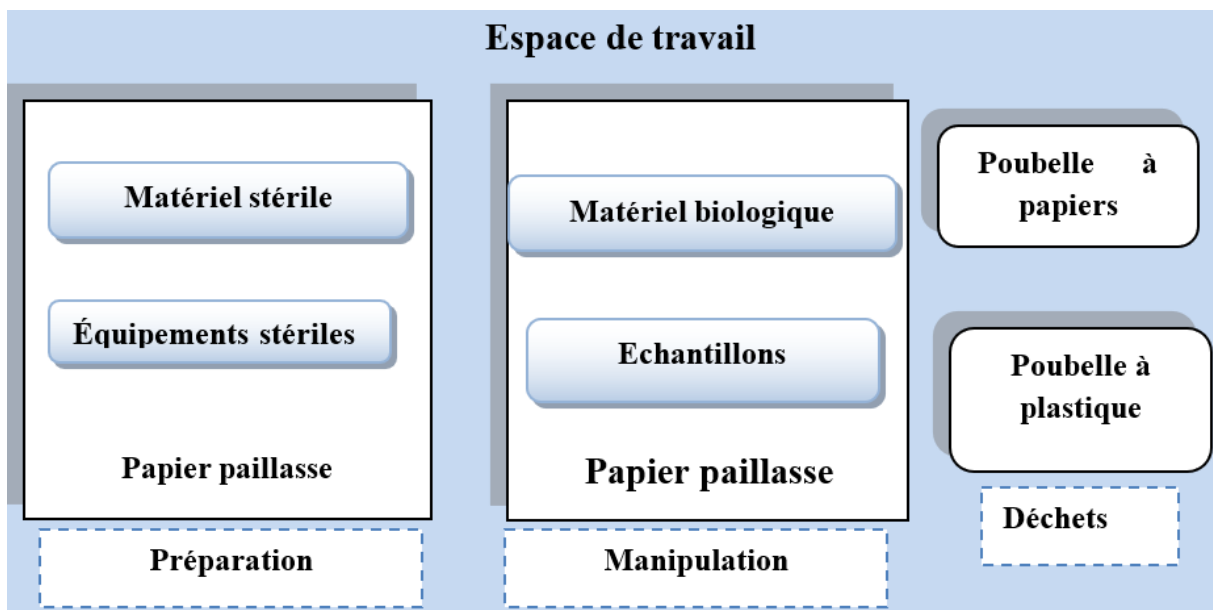 Espace de travail
Matériel stérile
Équipements stériles
Papier paillasse
Préparation
Matériel biologique
Echantillons
Papier paillasse
Manipulation
Poubelle à
papiers
Poubelle à
plastique
Déchets